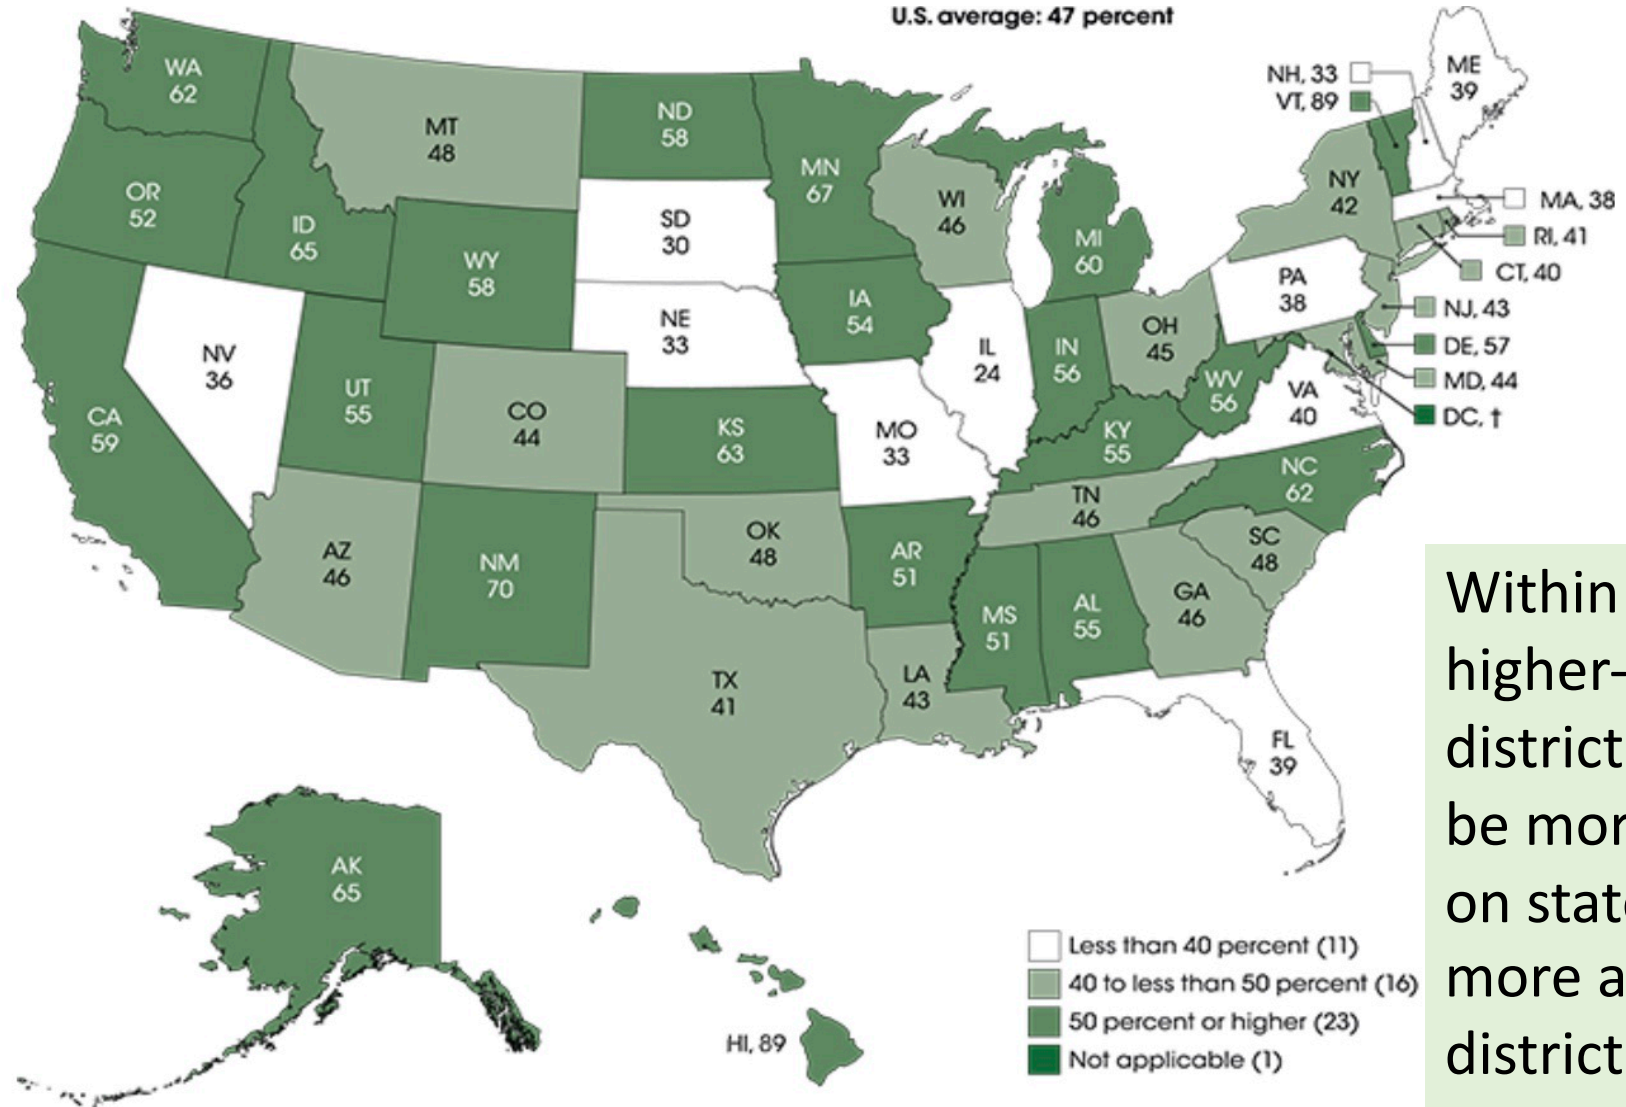 U.S. average: 47 percent
WA
62
MT
48
ND
58
MN
67
OR
52
ID
65
WY
58
SD
30
WI
46
MI
60
NH, 33
VT, 89
ME
39
NY
42
MA, 38
RI, 41
CT, 40
PA
38
NJ, 43
DE, 57
MD, 44
DC, †
NV
36
UT
55
CO
44
NE
33
IA
54
IL
24
IN
56
OH
45
WV
56
VA
40
CA
59
KS
63
MO
33
KY
55
NC
62
TN
46
SC
48
AZ
46
NM
70
OK
48
AR
51
MS
51
AL
55
GA
46
TX
41
LA
43
FL
39
AK
65
HI, 89
Less than 40 percent (11)
40 to less than 50 percent (16)
50 percent or higher (23)
Not applicable (1)
Within
higher-
district
be
on
more
district